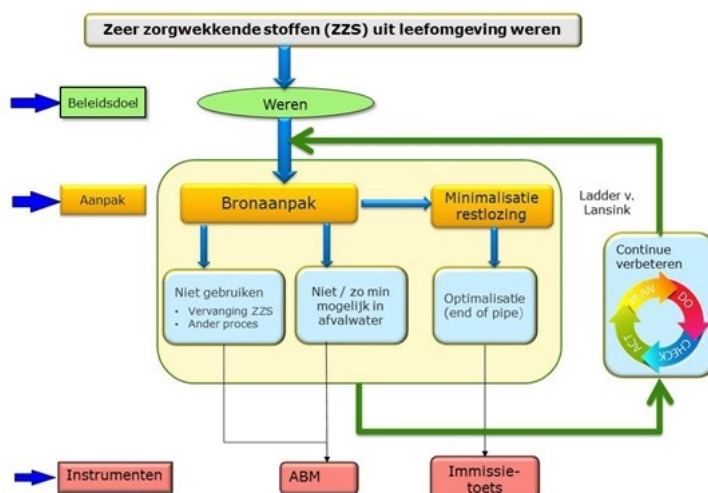 Zeer zorgwekkende stoffen (ZZS) uit leefomgeving weren
Beleidsdoel
Weren
Aanpak
Bronaanpak
Minimalisatie
restlozing
Ladder v.
Lansink
Niet gebruiken
• Vervanging ZZS
• Ander proces
Niet / zo min
mogelijk in
afvalwater
Optimalisatie
(end of pipe)
Continue
verbeteren
PLAN
DO
CHECK
ACT
Instrumenten
ABM
Immissie-
toets